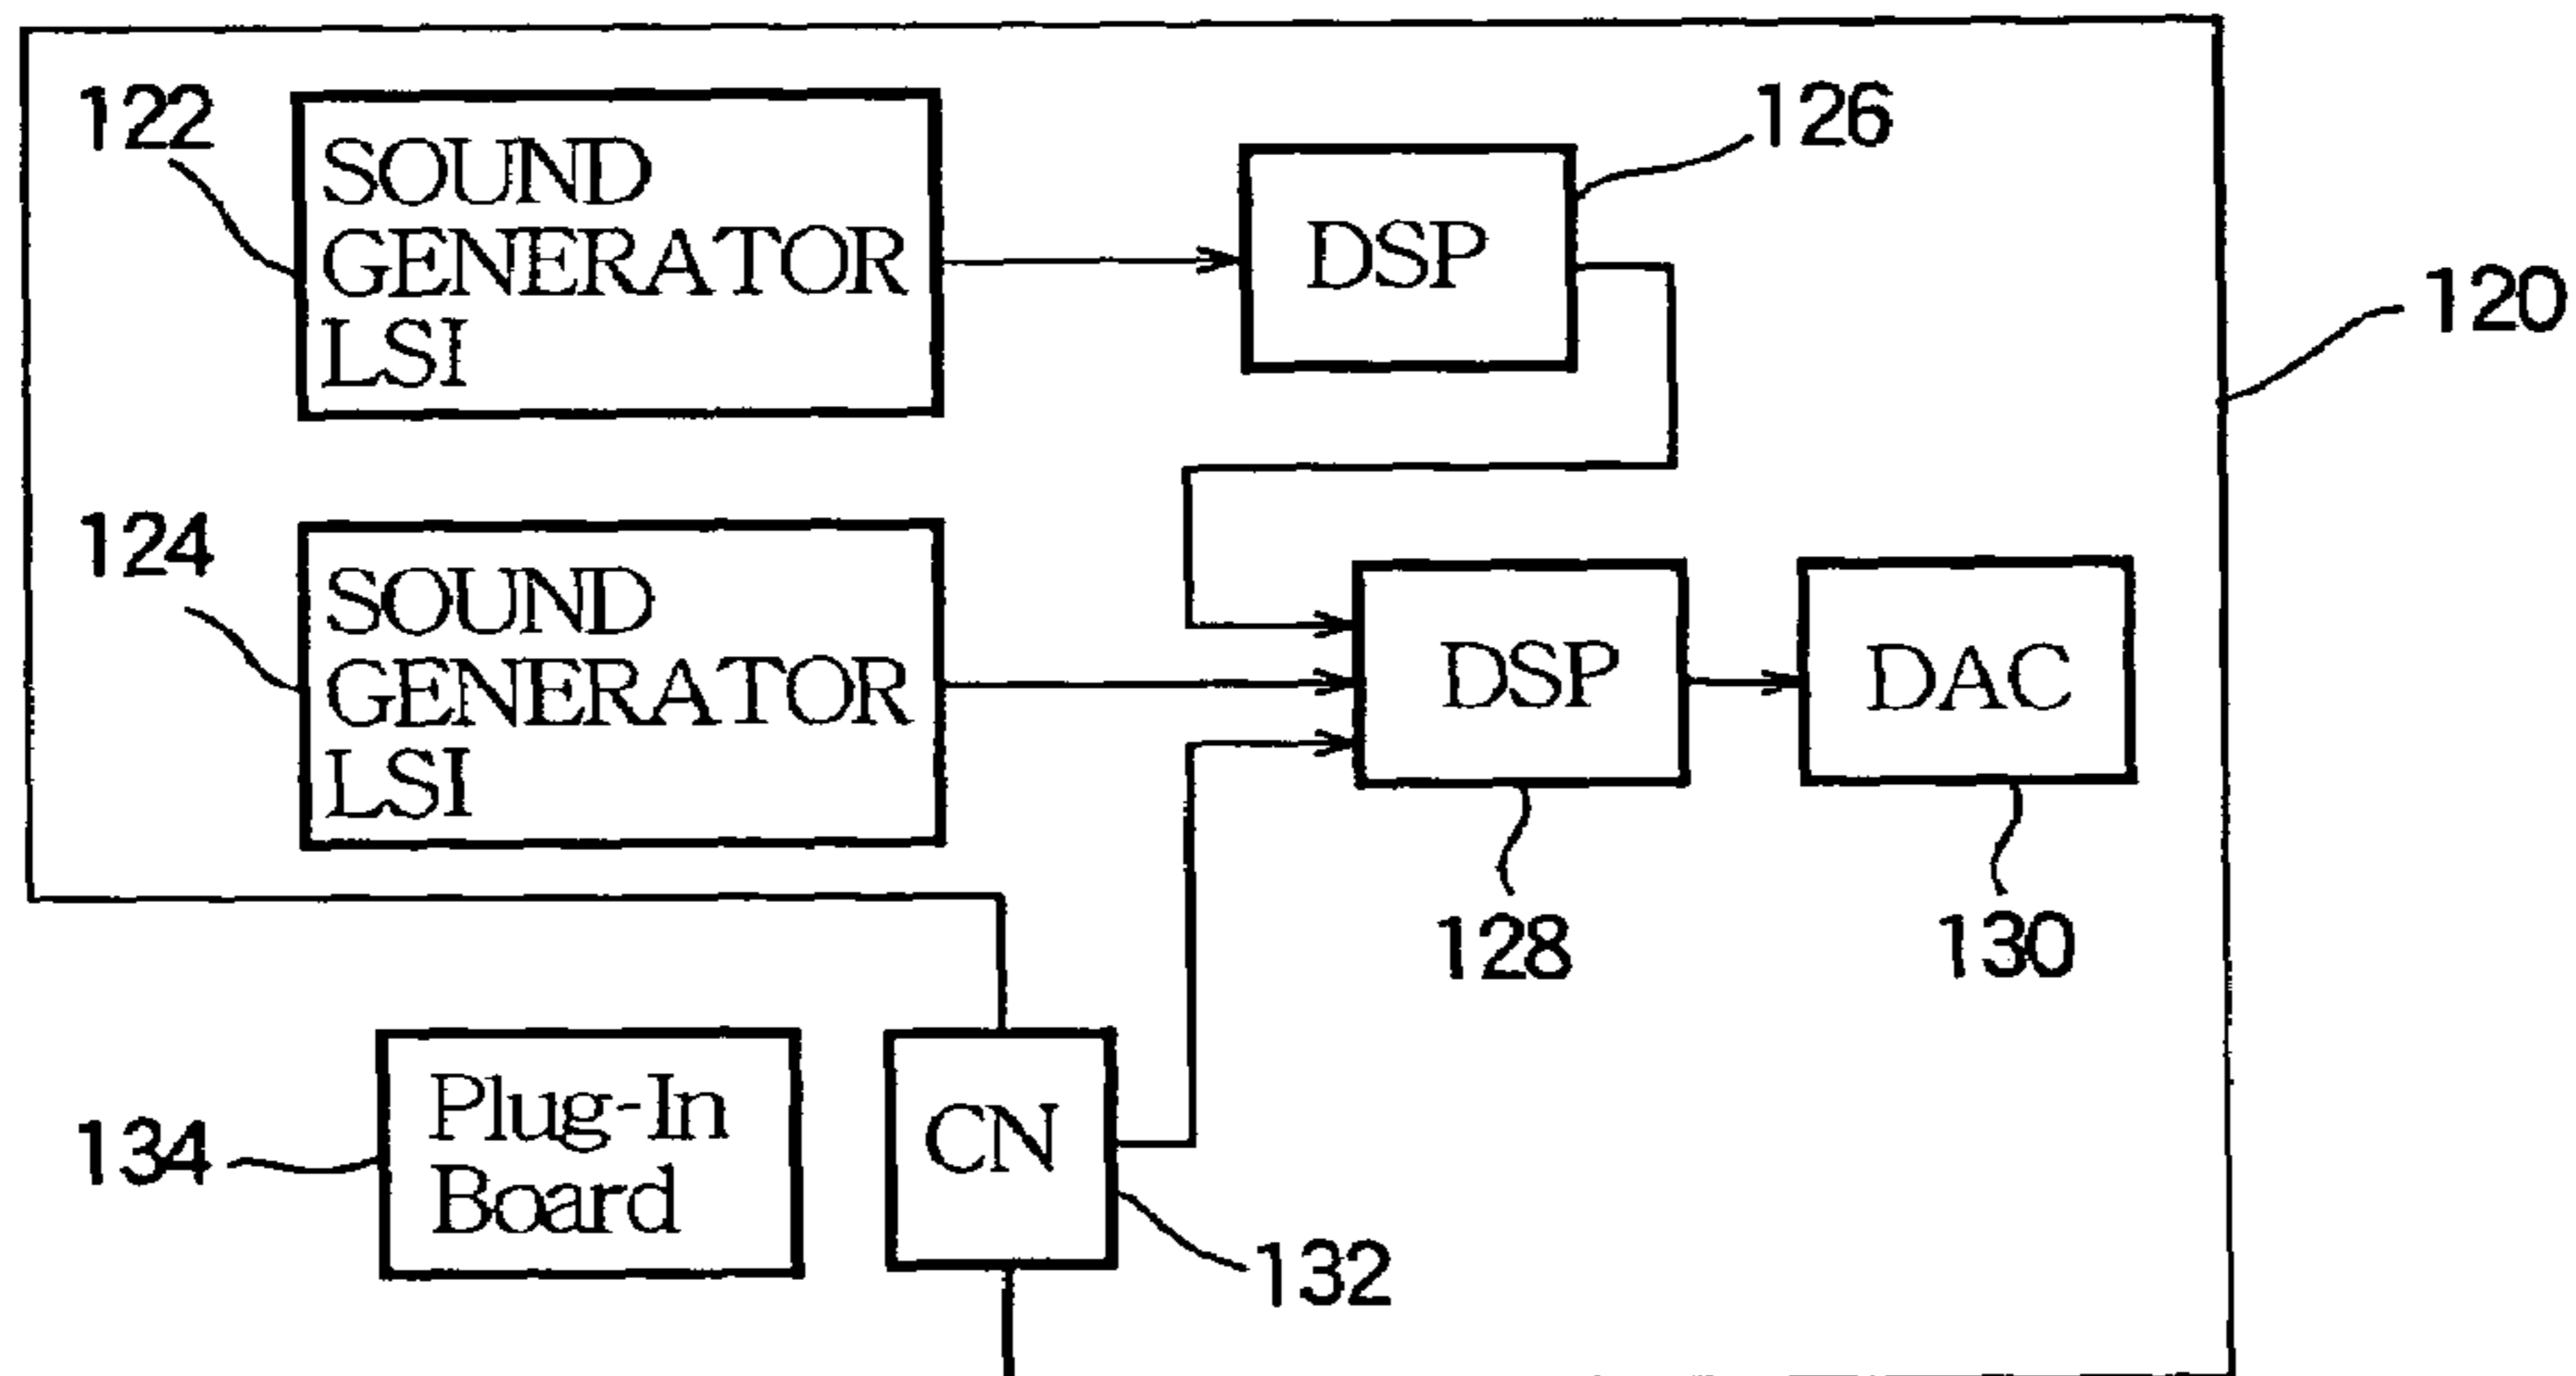 122
SOUND
GENERATOR
LSI
126
DSP
120
124
SOUND
GENERATOR
LSI
DSP
DAC
128
130
134
Plug-In
Board
CN
132